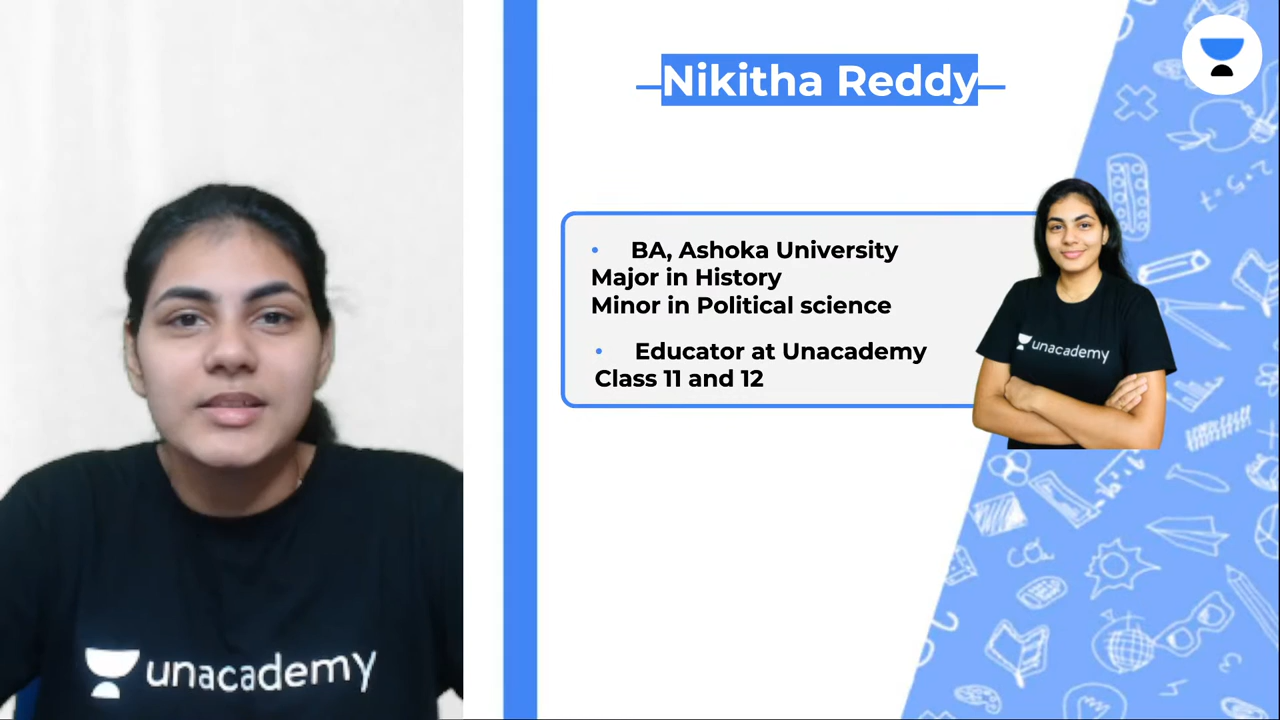 Nikitha Reddy
• BA, Ashoka University
Major in History
Minor in Political science
• Educator at Unacademy
Class 11 and 12
unacademy
unacademy